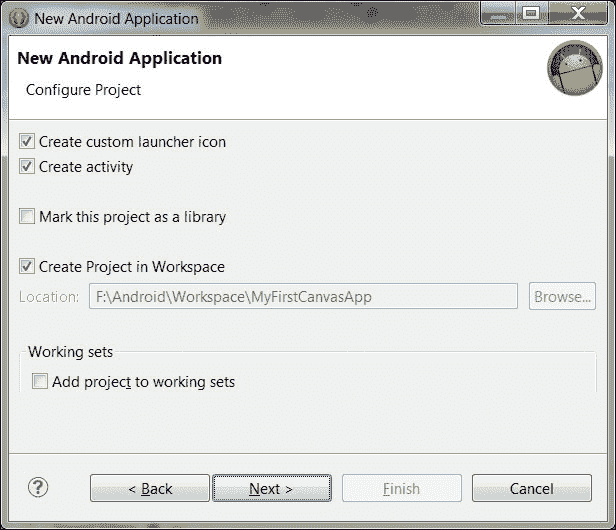 New Android Application
New Android Application
Configure Project
Create custom launcher icon
Create activity
Mark this project as a library
Create Project in Workspace
Location: F:\Android\Workspace\MyFirstCanvasApp Browse...
Working sets
Add project to working sets
? < Back Next > Finish Cancel